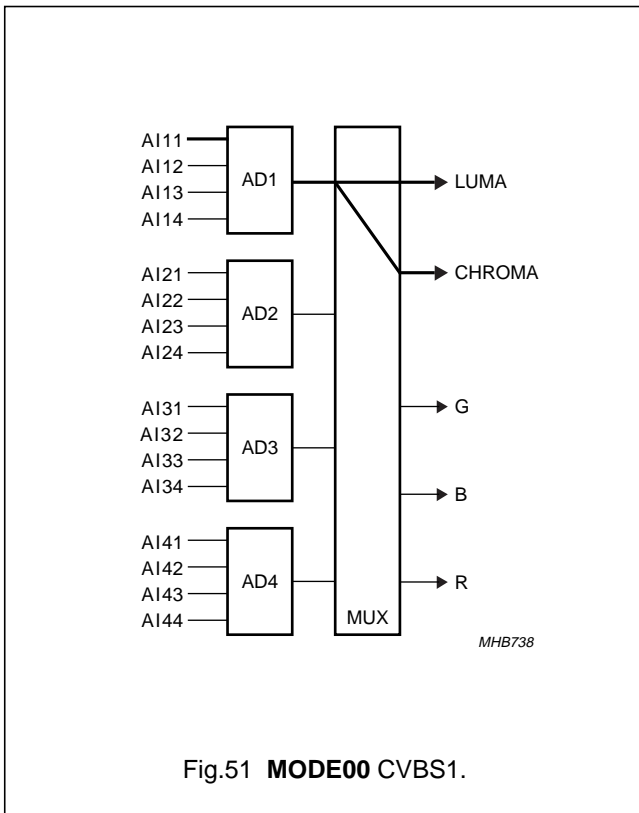 AI11
AI12
AI13
AI14
AD1
LUMA
CHROMA
AI21
AI22
AI23
AI24
AD2
G
AI31
AI32
AI33
AI34
AD3
B
AI41
AI42
AI43
AI44
AD4
R
MUX
MHB738
Fig.51 MODE00 CVBS1.